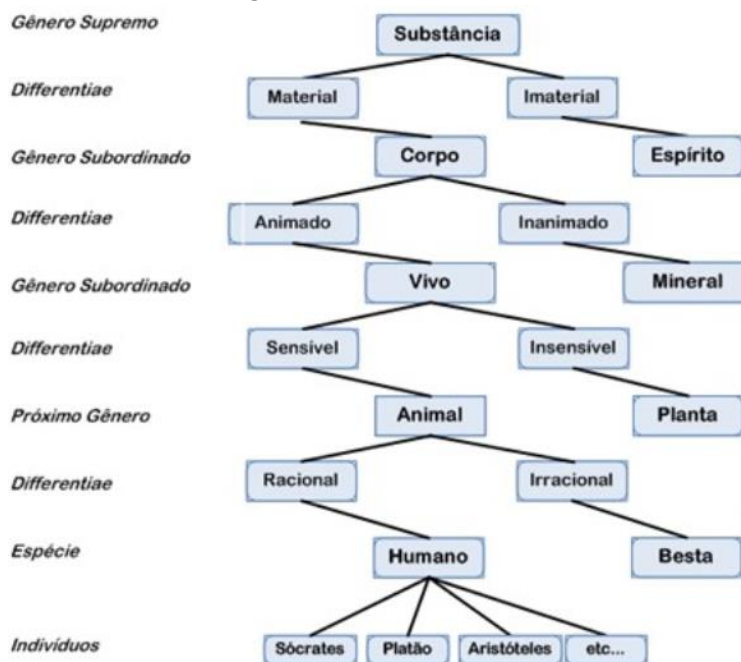 Gênero Supremo Substância
Differentiae Material Imaterial
Gênero Subordinado Corpo Espírito
Differentiae Animado Inanimado
Gênero Subordinado Vivo Mineral
Differentiae Sensível Insensível
Próximo Gênero Animal Planta
Differentiae Racional Irracional
Espécie Humano Besta
Indivíduos Sócrates Platão Aristóteles etc...